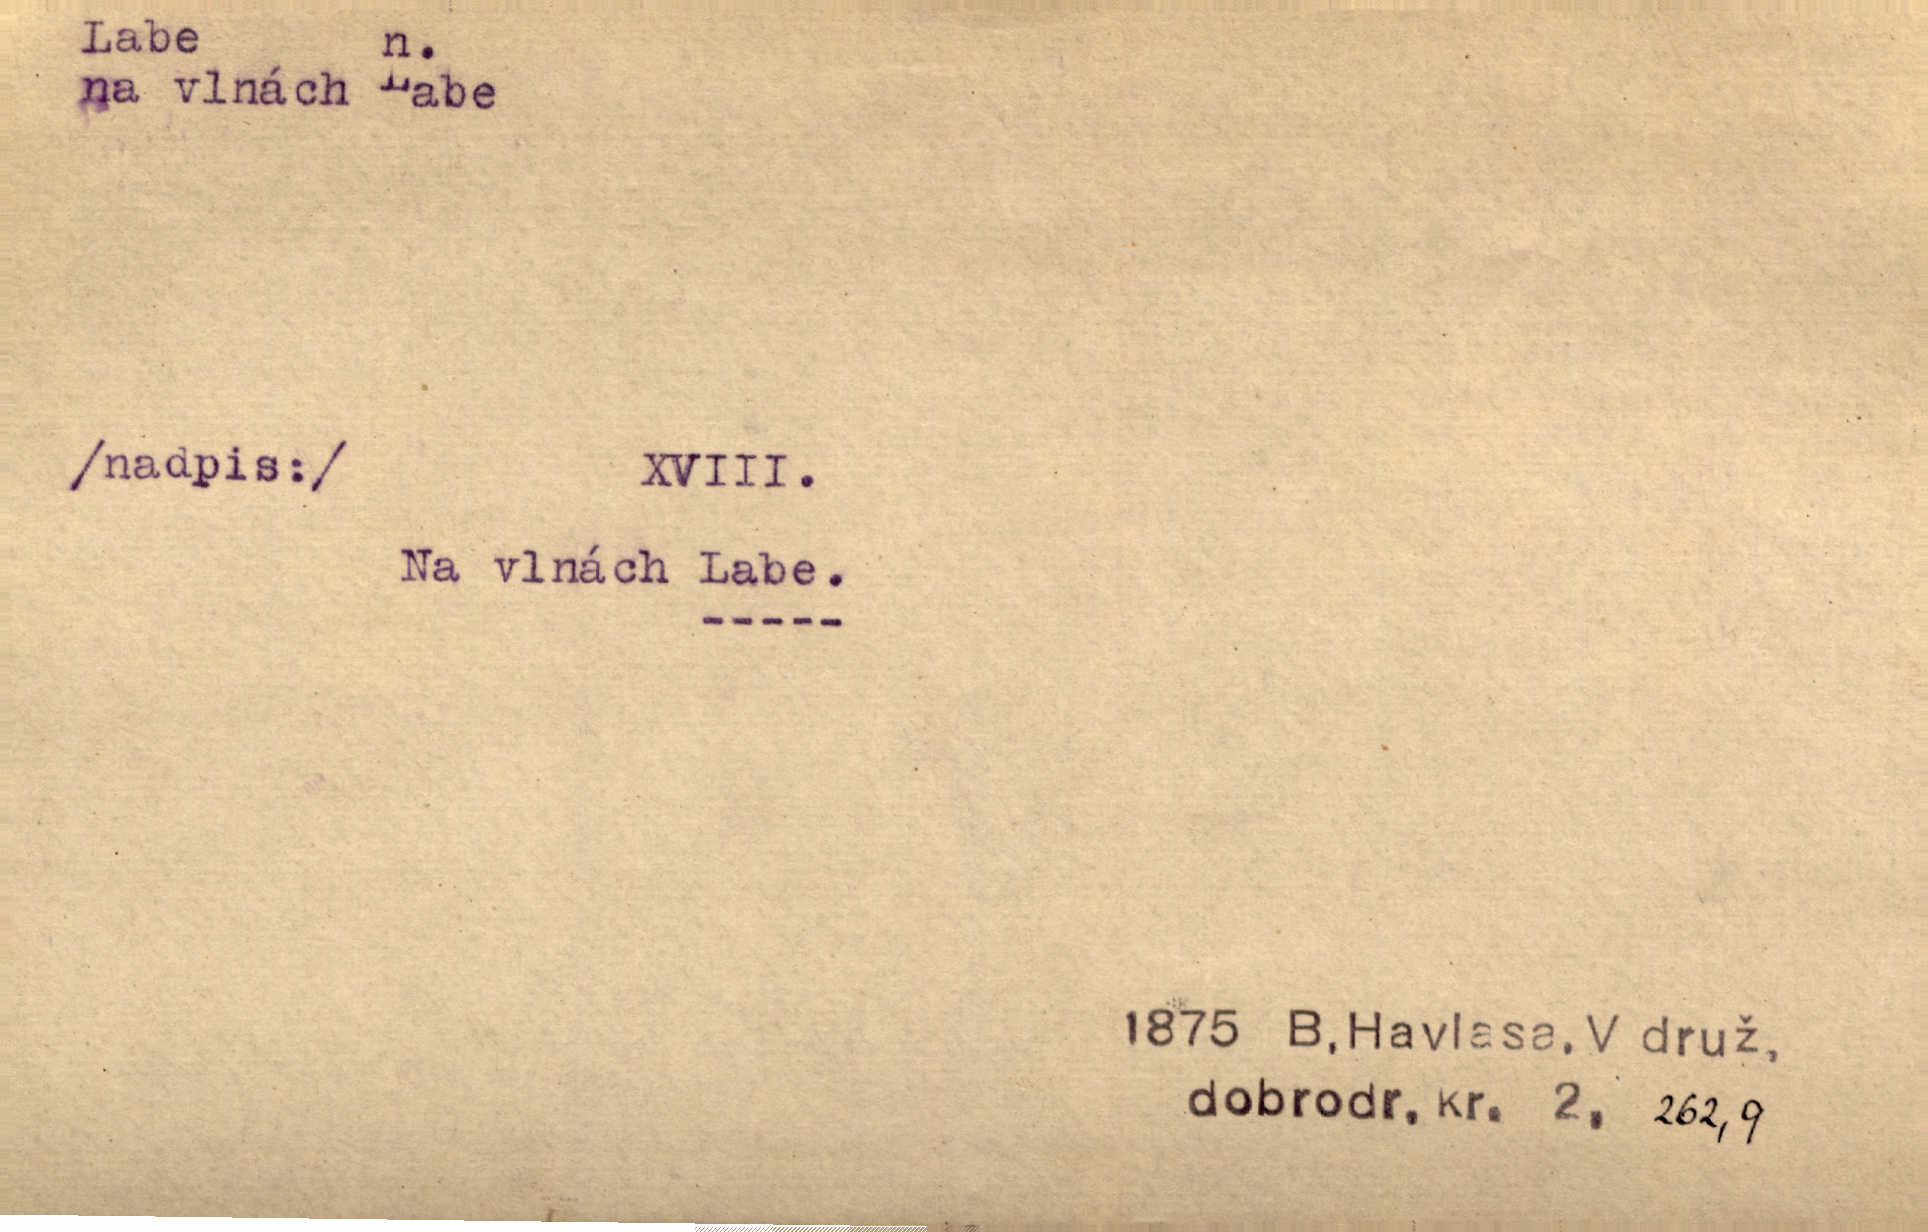 Labe n.
na vlnách Labe
/nadpis:/ XVIII.
Na vlnách Labe.
-----
1875 B, Havlasa. V druž,
dobrodr, kr. 2, 262,9